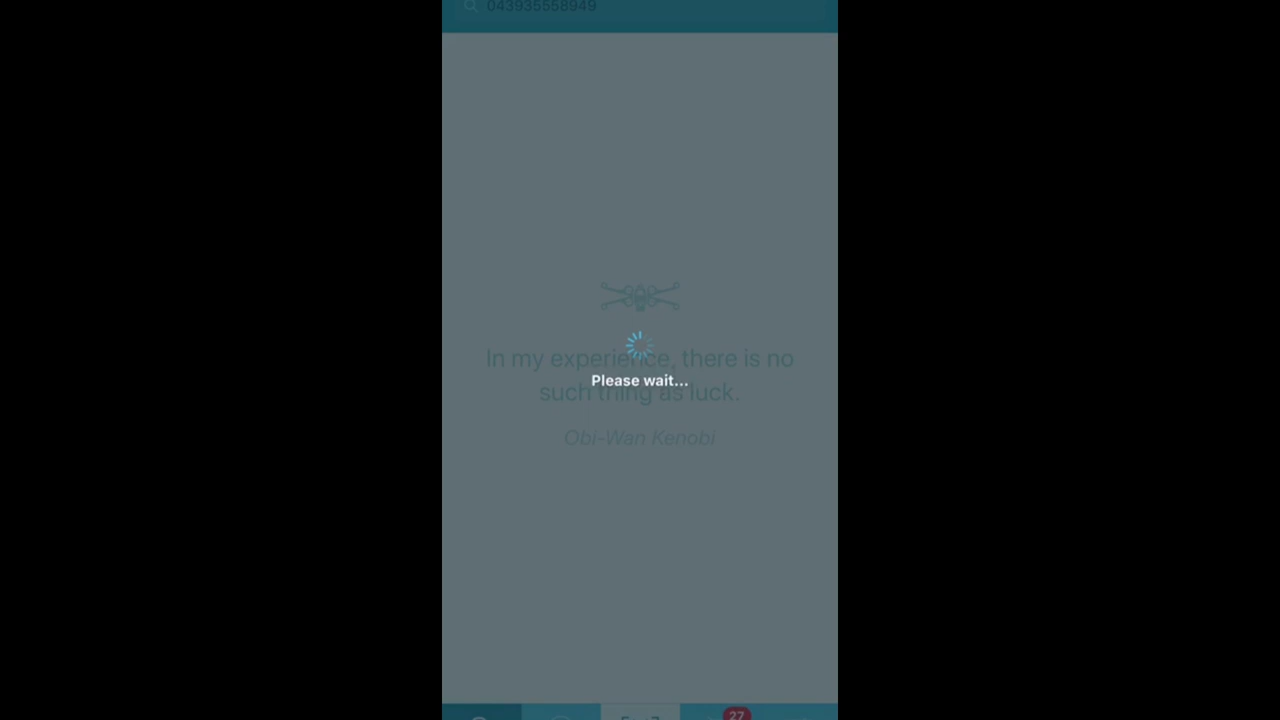 043935558949
In my experience, there is no
Please wait...
such thing as luck.
Obi-Wan Kenobi
27